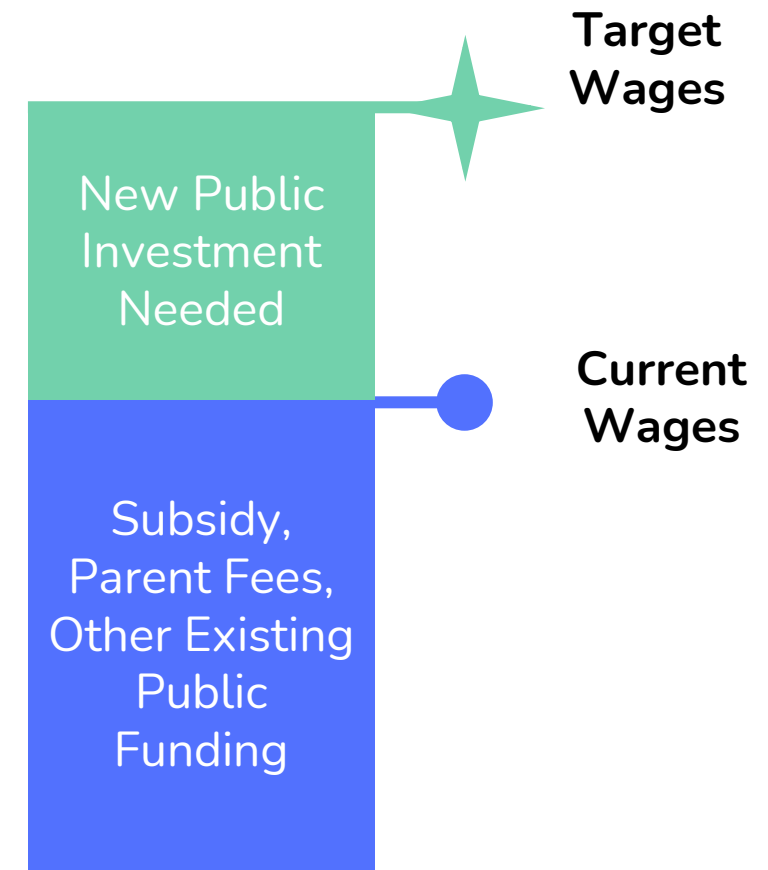 Target
Wages
New Public
Investment
Needed
Current
Wages
Subsidy,
Parent Fees,
Other Existing
Public
Funding